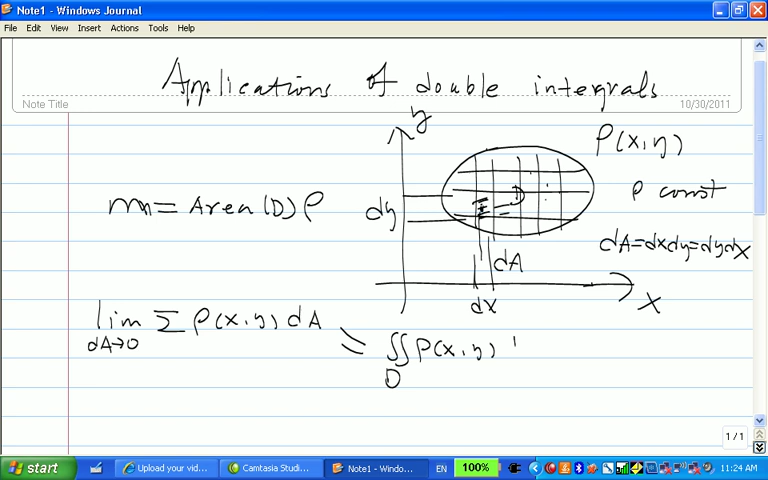 Note1 - Windows Journal
File Edit View Insert Actions Tools Help
Applications of double integrals
Note Title
10/30/2011
y
ρ(x,y)
D
ρ const
m = Area(D) ρ
dy
dA=dxdy=dydx
dA
dx
x
lim Σ ρ(x,y) dA = ∬ ρ(x,y)
dA→0
D
1/1
start
Upload your vid...
Camtasia Studi...
Note1 - Windo...
EN
100%
11:24 AM